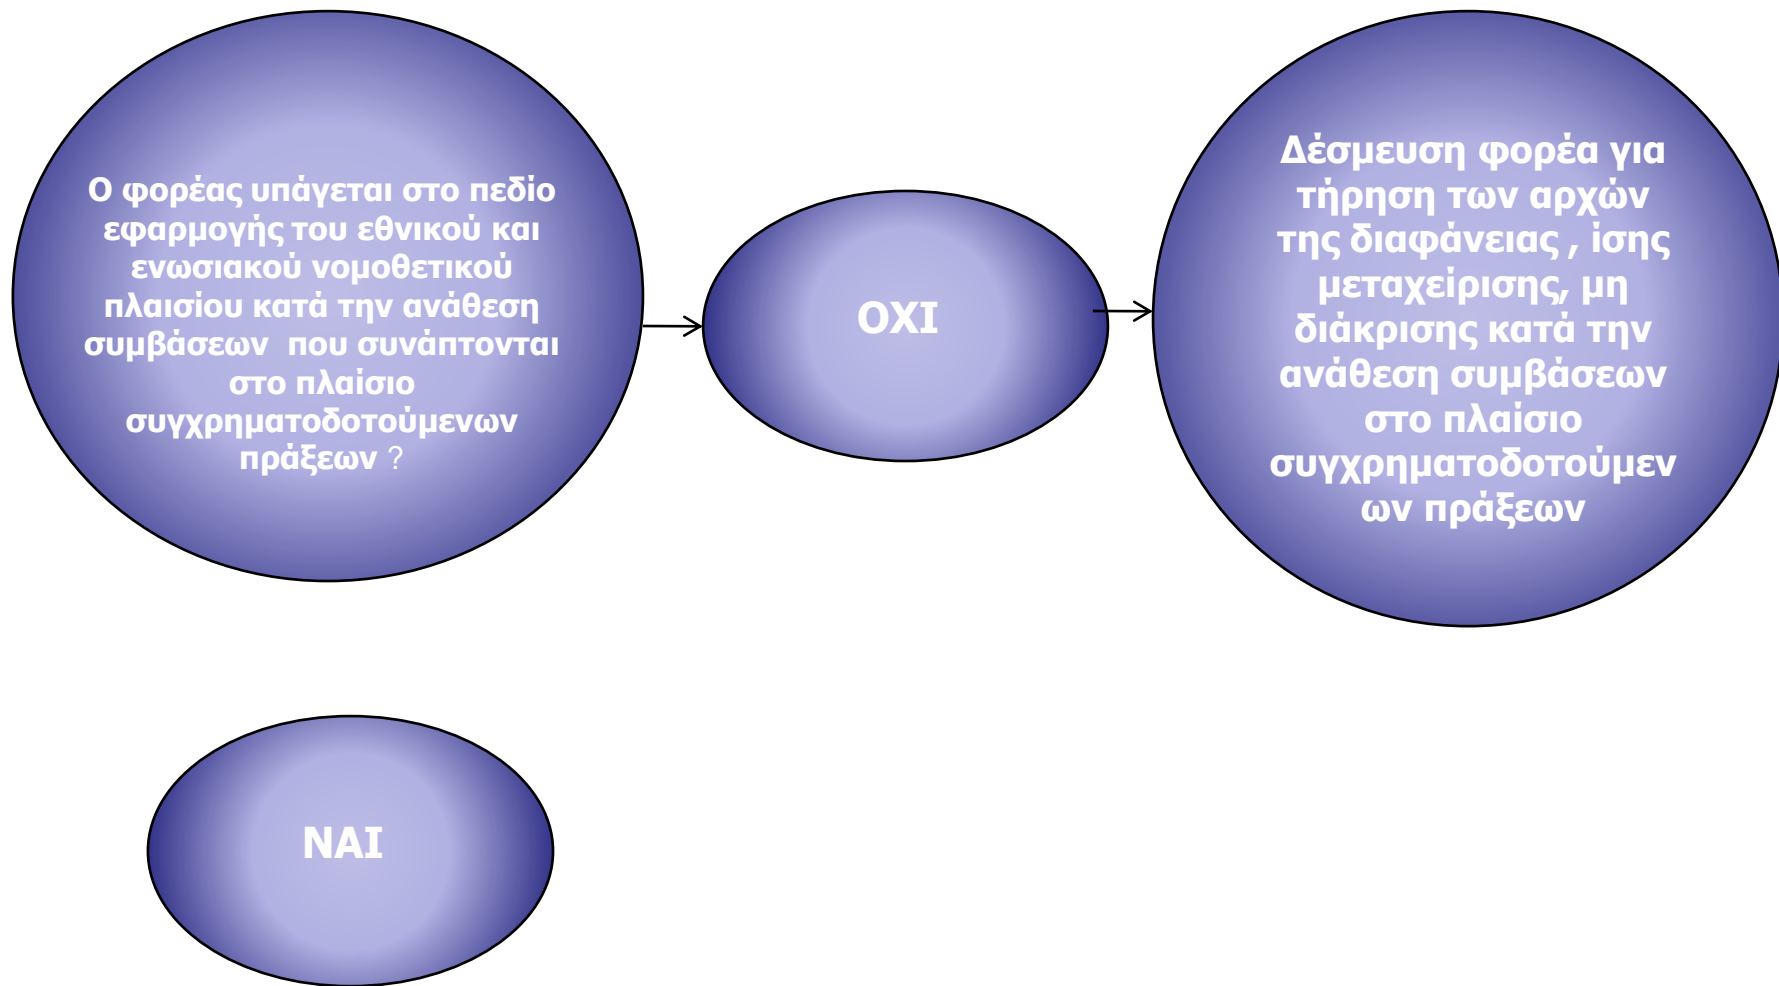 Ο φορέας υπάγεται στο πεδίο
εφαρμογής του εθνικού και
ενωσιακού νομοθετικού
πλαισίου κατά την ανάθεση
συμβάσεων που συνάπτονται
στο πλαίσιο
συγχρηματοδοτούμενων
πράξεων ?
ΟΧΙ
Δέσμευση φορέα για
τήρηση των αρχών
της διαφάνειας , ίσης
μεταχείρισης, μη
διάκρισης κατά την
ανάθεση συμβάσεων
στο πλαίσιο
συγχρηματοδοτούμεν
ων πράξεων
ΝΑΙ